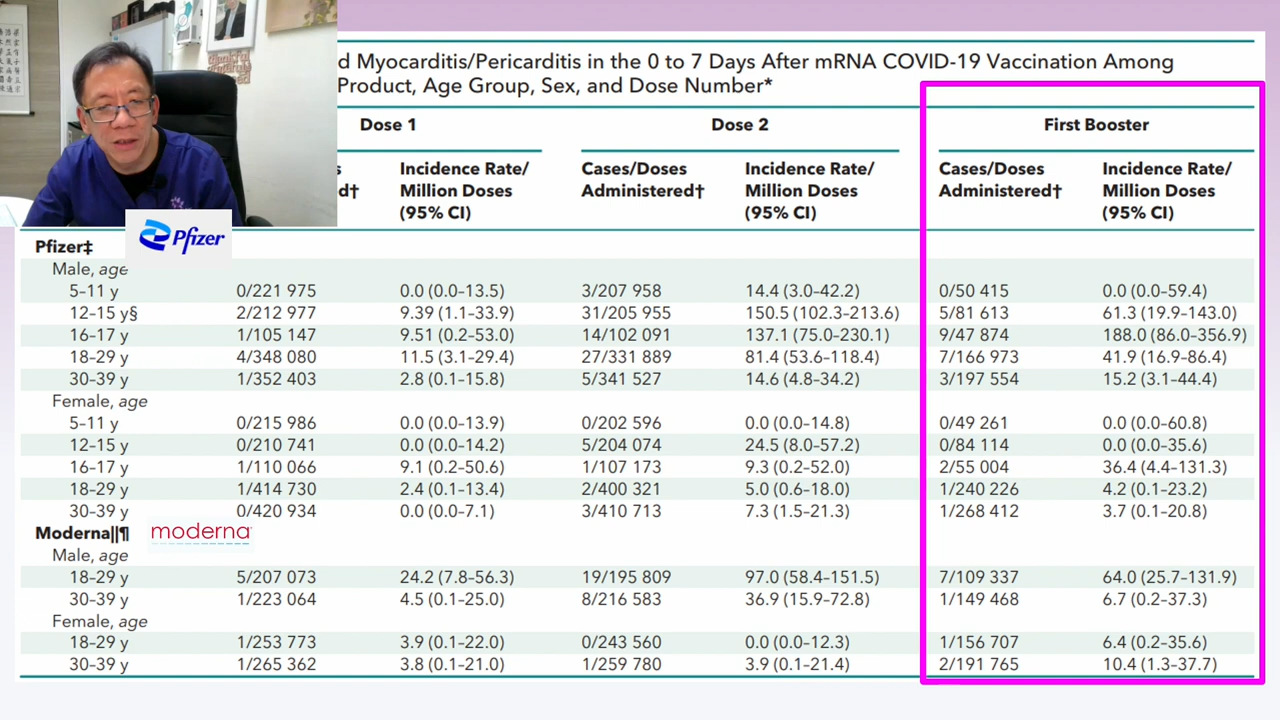 d Myocarditis/Pericarditis in the 0 to 7 Days After mRNA COVID-19 Vaccination Among
Product, Age Group, Sex, and Dose Number*
Dose 1 Dose 2 First Booster
Incidence Rate/ Cases/Doses Incidence Rate/ Cases/Doses Incidence Rate/
d† Million Doses Administered† Million Doses Administered† Million Doses
(95% CI) (95% CI) (95% CI)
Pfizer
Pfizer‡
Male, age
5–11 y 0/221 975 0.0 (0.0–13.5) 3/207 958 14.4 (3.0–42.2) 0/50 415 0.0 (0.0–59.4)
12–15 y§ 2/212 977 9.39 (1.1–33.9) 31/205 955 150.5 (102.3–213.6) 5/81 613 61.3 (19.9–143.0)
16–17 y 1/105 147 9.51 (0.2–53.0) 14/102 091 137.1 (75.0–230.1) 9/47 874 188.0 (86.0–356.9)
18–29 y 4/348 080 11.5 (3.1–29.4) 27/331 889 81.4 (53.6–118.4) 7/166 973 41.9 (16.9–86.4)
30–39 y 1/352 403 2.8 (0.1–15.8) 5/341 527 14.6 (4.8–34.2) 3/197 554 15.2 (3.1–44.4)
Female, age
5–11 y 0/215 986 0.0 (0.0–13.9) 0/202 596 0.0 (0.0–14.8) 0/49 261 0.0 (0.0–60.8)
12–15 y 0/210 741 0.0 (0.0–14.2) 5/204 074 24.5 (8.0–57.2) 0/84 114 0.0 (0.0–35.6)
16–17 y 1/110 066 9.1 (0.2–50.6) 1/107 173 9.3 (0.2–52.0) 2/55 004 36.4 (4.4–131.3)
18–29 y 1/414 730 2.4 (0.1–13.4) 2/400 321 5.0 (0.6–18.0) 1/240 226 4.2 (0.1–23.2)
30–39 y 0/420 934 0.0 (0.0–7.1) 3/410 713 7.3 (1.5–21.3) 1/268 412 3.7 (0.1–20.8)
Moderna||¶ moderna
Male, age
18–29 y 5/207 073 24.2 (7.8–56.3) 19/195 809 97.0 (58.4–151.5) 7/109 337 64.0 (25.7–131.9)
30–39 y 1/223 064 4.5 (0.1–25.0) 8/216 583 36.9 (15.9–72.8) 1/149 468 6.7 (0.2–37.3)
Female, age
18–29 y 1/253 773 3.9 (0.1–22.0) 0/243 560 0.0 (0.0–12.3) 1/156 707 6.4 (0.2–35.6)
30–39 y 1/265 362 3.8 (0.1–21.0) 1/259 780 3.9 (0.1–21.4) 2/191 765 10.4 (1.3–37.7)